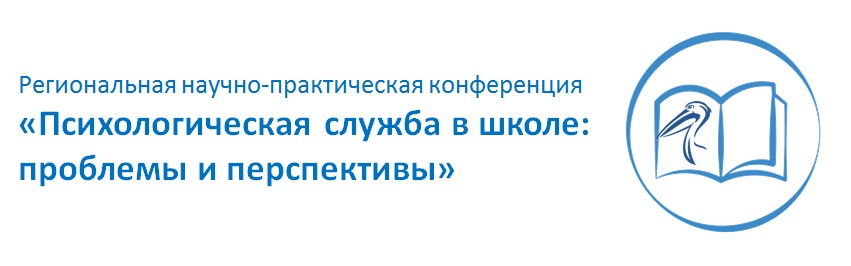 Региональная научно-практическая конференция
«Психологическая служба в школе:
проблемы и перспективы»